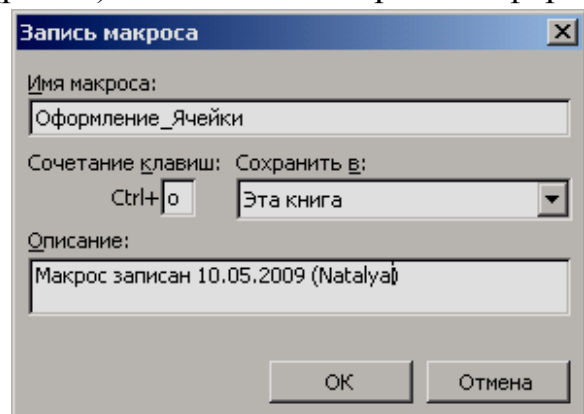 Запись макроса
Имя макроса:
Оформление_Ячейки
Сочетание клавиш: Сохранить в:
Ctrl+ о Эта книга
Описание:
Макрос записан 10.05.2009 (Natalya)
ОК Отмена